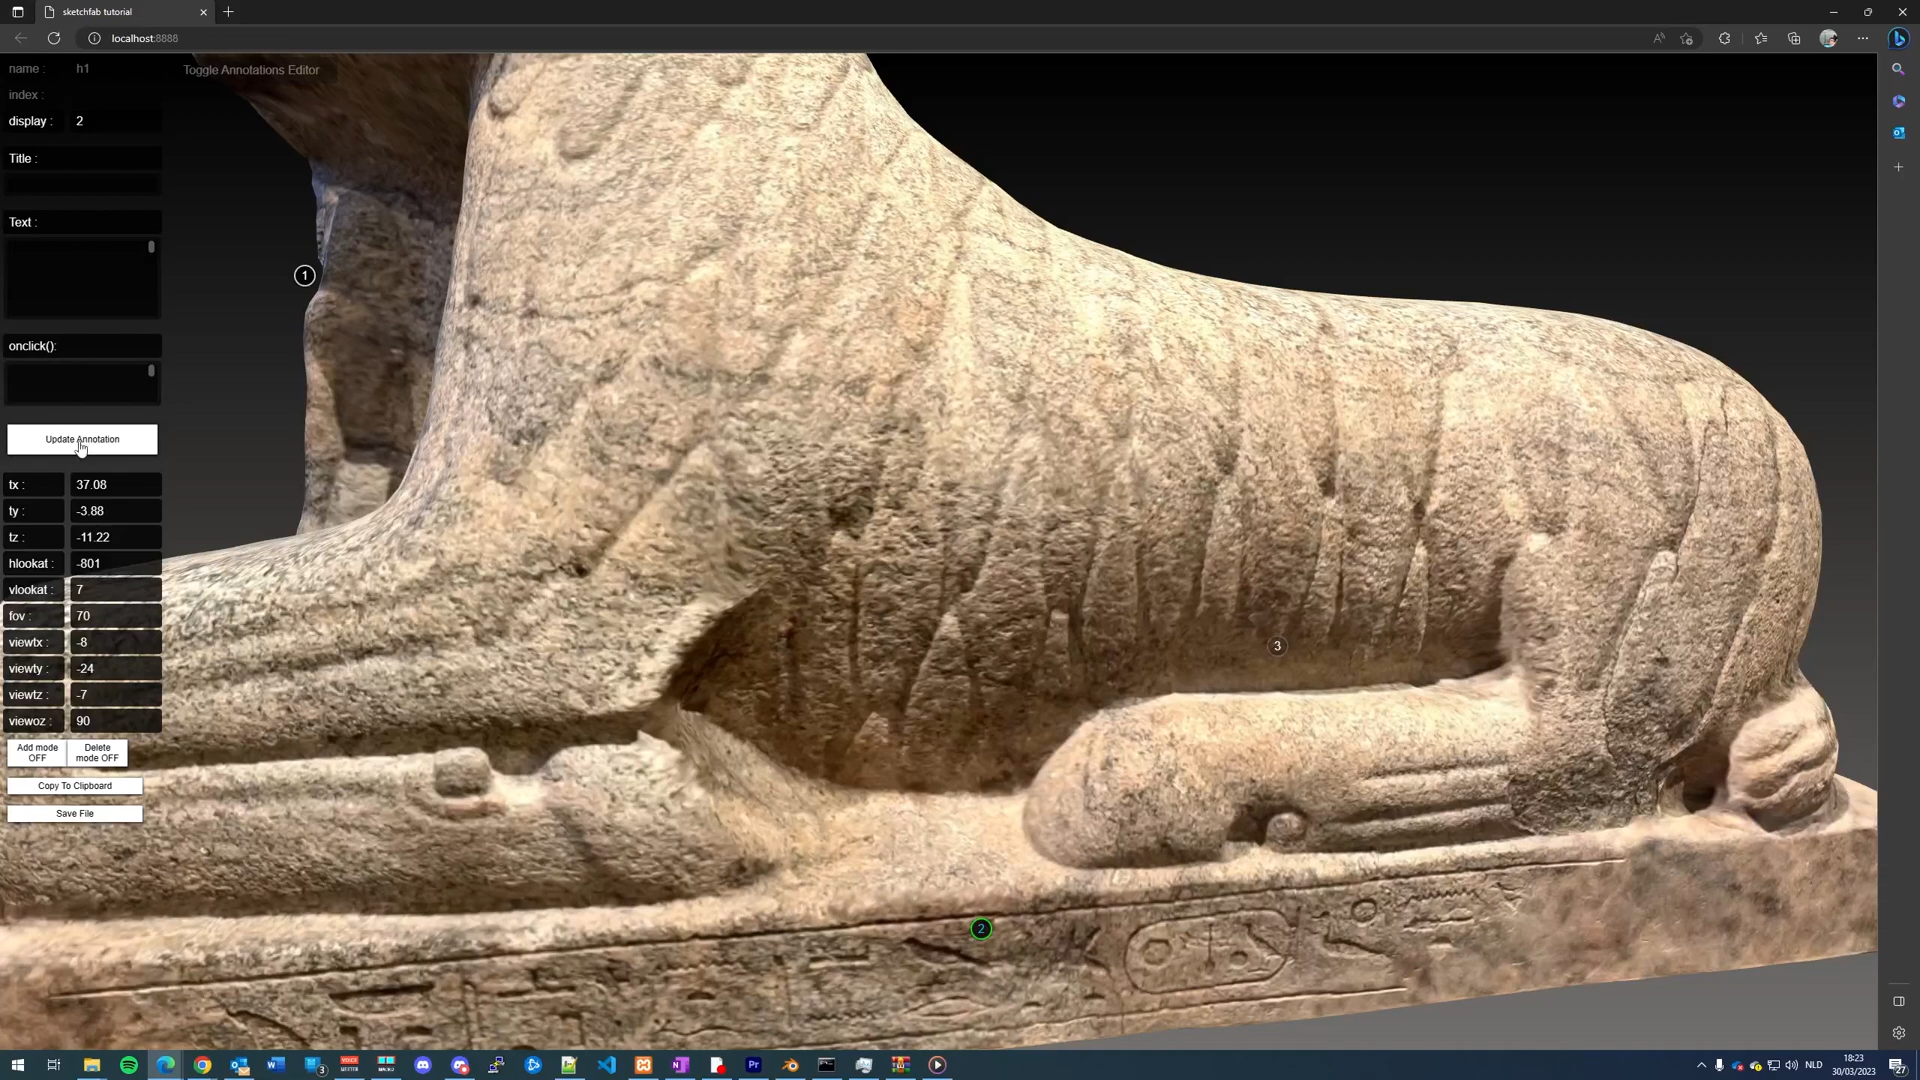 sketchfab tutorial
localhost:8888
name : h1
Toggle Annotations Editor
index :
display : 2
Title :
Text :
1
onclick():
Update Annotation
tx : 37.08
ty : -3.88
tz : -11.22
hlookat : -801
vlookat : 7
fov : 70
viewtx : -8
3
viewty : -24
viewtz : -7
viewoz : 90
Add mode OFF
Delete mode OFF
Copy To Clipboard
Save File
2
NLD
18:23
30/03/2023
27